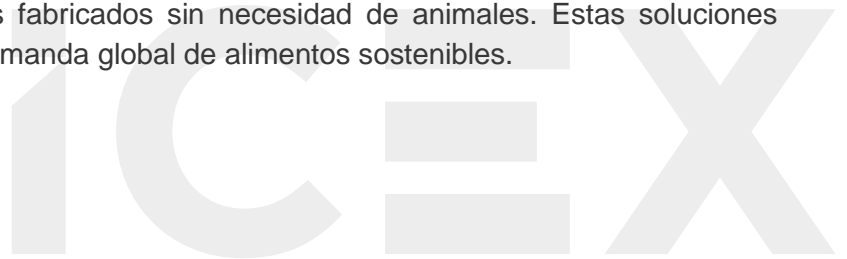 fabricados sin necesidad de animales. Estas soluciones
manda global de alimentos sostenibles.
ICEX